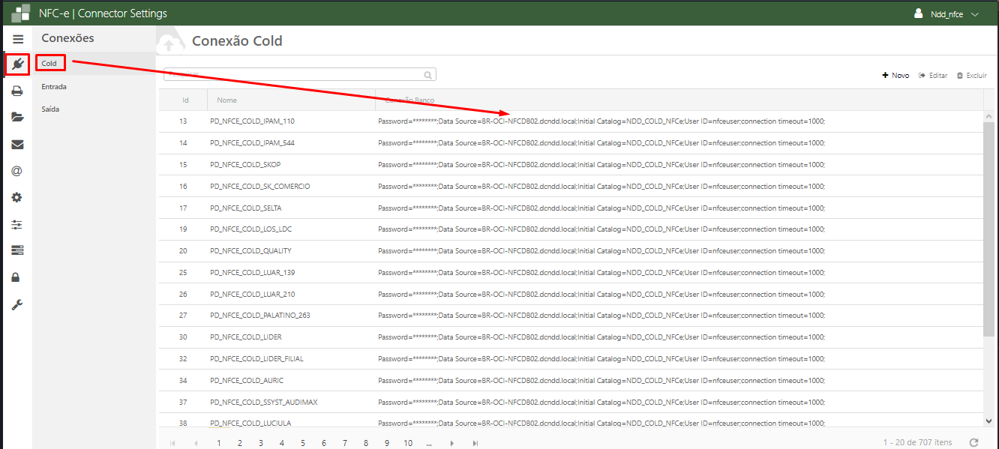 NFC-e | Connector Settings
Ndd_nfce
Conexões
Conexão Cold
Cold
Entrada
Saída
Pesquisar
Novo
Editar
Excluir
Id Nome Conexão Banco
13 PD_NFCE_COLD_IPAM_110 Password=********;Data Source=BR-OCI-NFCDB02.dcndd.local;Initial Catalog=NDD_COLD_NFCe;User ID=nfceuser;connection timeout=1000;
14 PD_NFCE_COLD_IPAM_544 Password=********;Data Source=BR-OCI-NFCDB02.dcndd.local;Initial Catalog=NDD_COLD_NFCe;User ID=nfceuser;connection timeout=1000;
15 PD_NFCE_COLD_SKOP Password=********;Data Source=BR-OCI-NFCDB02.dcndd.local;Initial Catalog=NDD_COLD_NFCe;User ID=nfceuser;connection timeout=1000;
16 PD_NFCE_COLD_SK_COMERCIO Password=********;Data Source=BR-OCI-NFCDB02.dcndd.local;Initial Catalog=NDD_COLD_NFCe;User ID=nfceuser;connection timeout=1000;
17 PD_NFCE_COLD_SELTA Password=********;Data Source=BR-OCI-NFCDB02.dcndd.local;Initial Catalog=NDD_COLD_NFCe;User ID=nfceuser;connection timeout=1000;
19 PD_NFCE_COLD_LOS_LDC Password=********;Data Source=BR-OCI-NFCDB02.dcndd.local;Initial Catalog=NDD_COLD_NFCe;User ID=nfceuser;connection timeout=1000;
20 PD_NFCE_COLD_QUALITY Password=********;Data Source=BR-OCI-NFCDB02.dcndd.local;Initial Catalog=NDD_COLD_NFCe;User ID=nfceuser;connection timeout=1000;
25 PD_NFCE_COLD_LUAR_139 Password=********;Data Source=BR-OCI-NFCDB02.dcndd.local;Initial Catalog=NDD_COLD_NFCe;User ID=nfceuser;connection timeout=1000;
26 PD_NFCE_COLD_LUAR_210 Password=********;Data Source=BR-OCI-NFCDB02.dcndd.local;Initial Catalog=NDD_COLD_NFCe;User ID=nfceuser;connection timeout=1000;
27 PD_NFCE_COLD_PALATINO_263 Password=********;Data Source=BR-OCI-NFCDB02.dcndd.local;Initial Catalog=NDD_COLD_NFCe;User ID=nfceuser;connection timeout=1000;
30 PD_NFCE_COLD_LIDER Password=********;Data Source=BR-OCI-NFCDB02.dcndd.local;Initial Catalog=NDD_COLD_NFCe;User ID=nfceuser;connection timeout=1000;
32 PD_NFCE_COLD_LIDER_FILIAL Password=********;Data Source=BR-OCI-NFCDB02.dcndd.local;Initial Catalog=NDD_COLD_NFCe;User ID=nfceuser;connection timeout=1000;
34 PD_NFCE_COLD_AURIC Password=********;Data Source=BR-OCI-NFCDB02.dcndd.local;Initial Catalog=NDD_COLD_NFCe;User ID=nfceuser;connection timeout=1000;
37 PD_NFCE_COLD_SSYST_AUDIMAX Password=********;Data Source=BR-OCI-NFCDB02.dcndd.local;Initial Catalog=NDD_COLD_NFCe;User ID=nfceuser;connection timeout=1000;
38 PD_NFCE_COLD_LUCIULA Password=********;Data Source=BR-OCI-NFCDB02.dcndd.local;Initial Catalog=NDD_COLD_NFCe;User ID=nfceuser;connection timeout=1000;
1 2 3 4 5 6 7 8 9 10 ...
1 - 20 de 707 itens